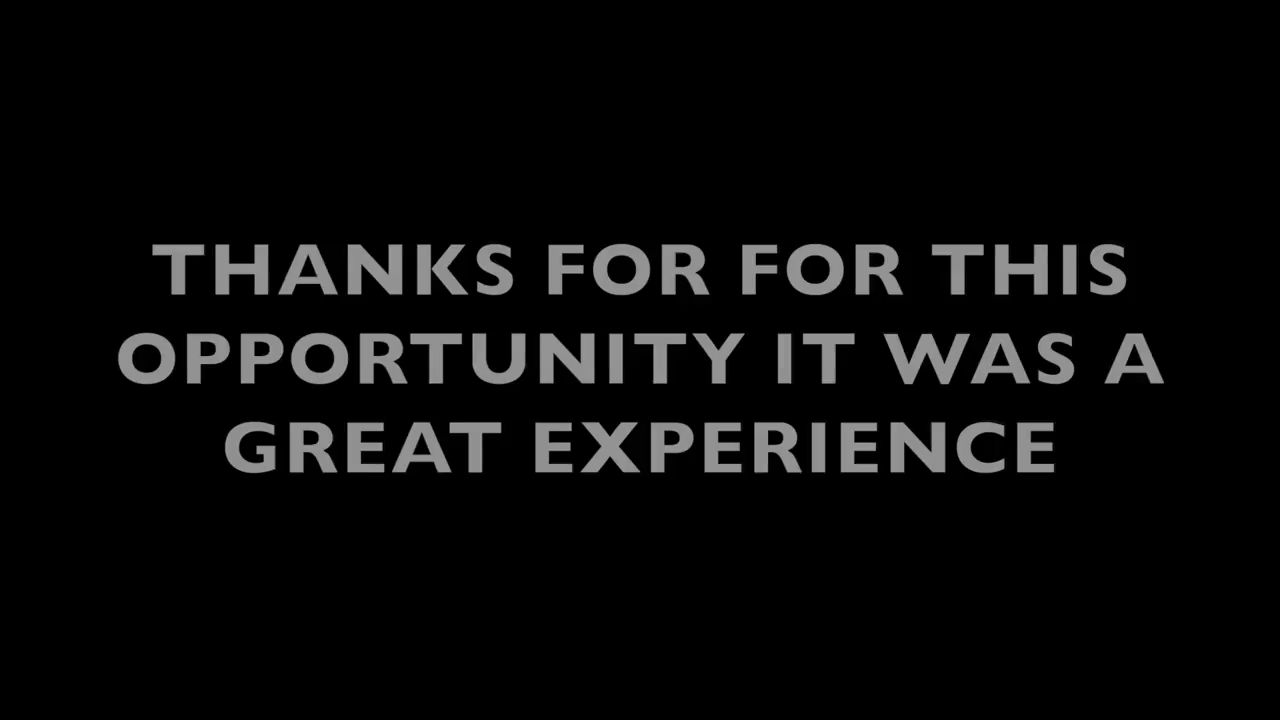 THANKS FOR FOR THIS
OPPORTUNITY IT WAS A
GREAT EXPERIENCE